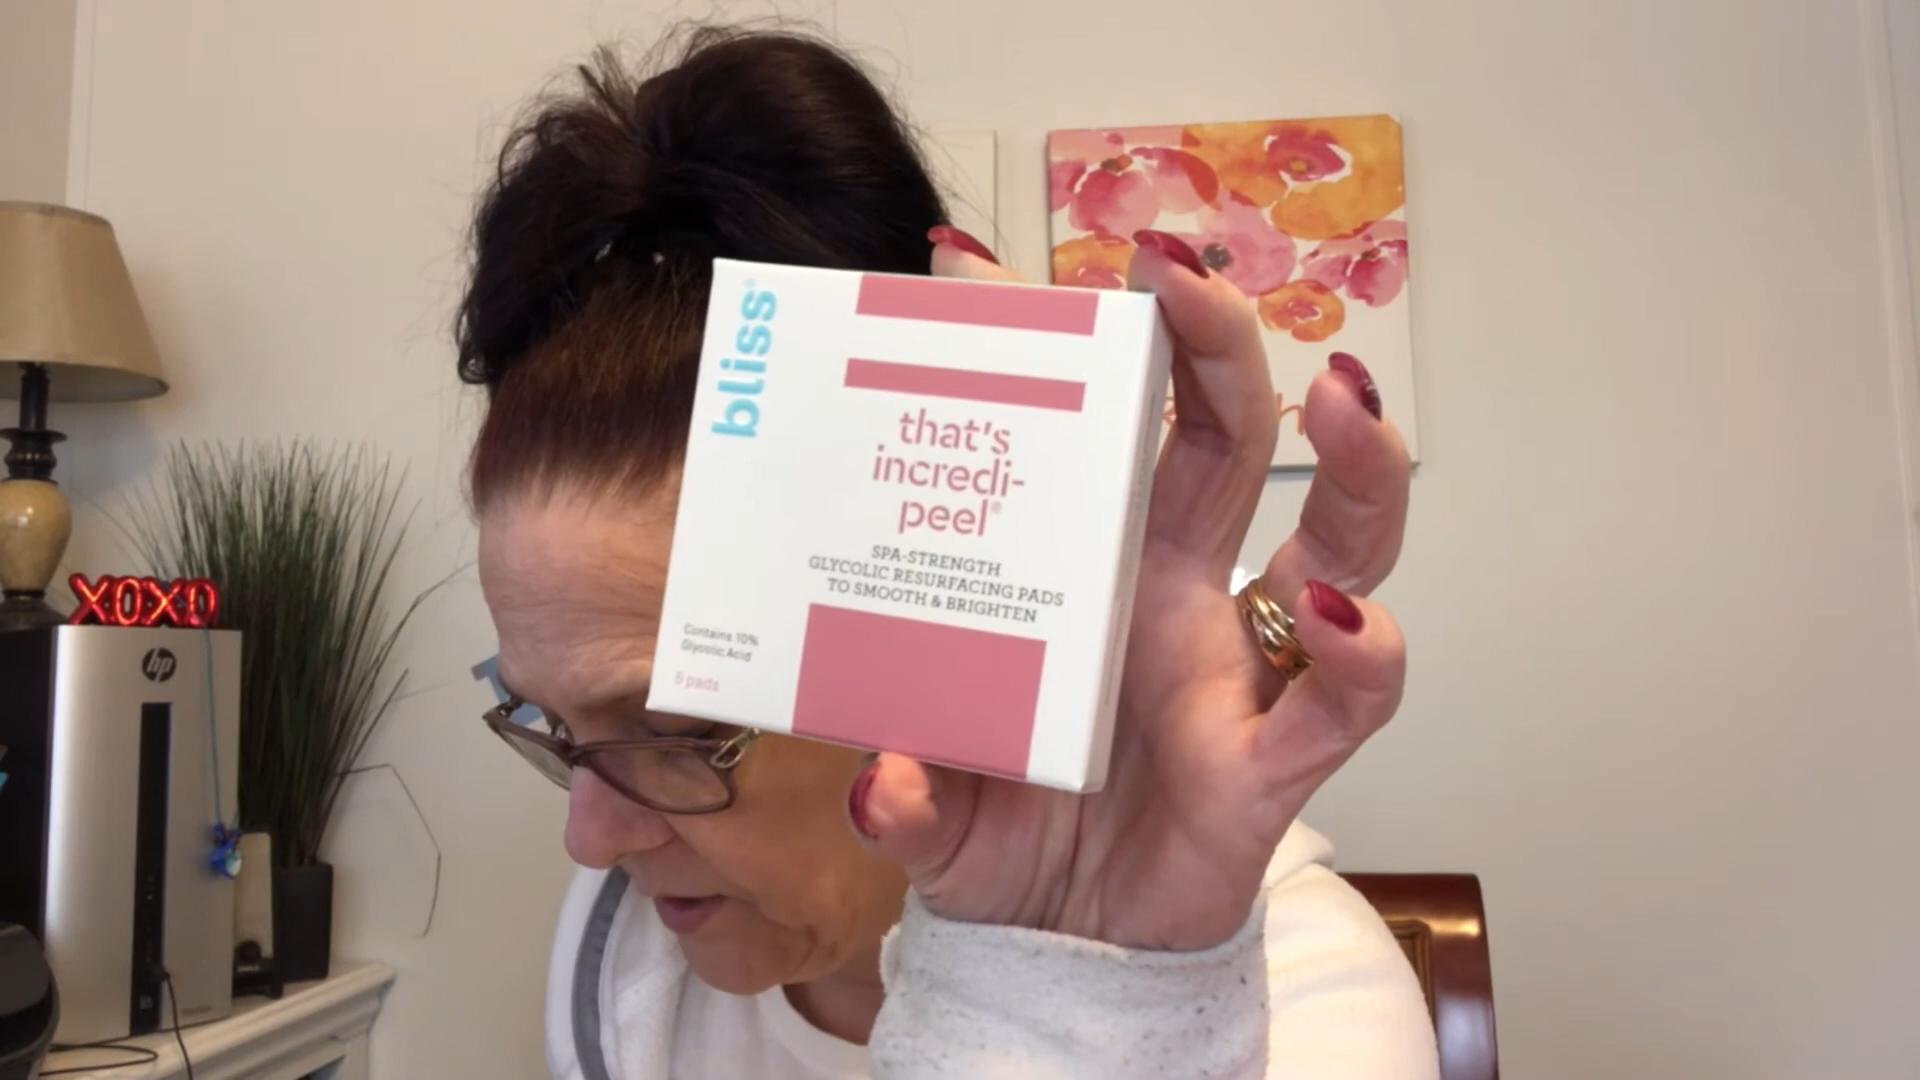 bliss®
that's
incredi-
peel®
SPA-STRENGTH
GLYCOLIC RESURFACING PADS
TO SMOOTH & BRIGHTEN
Contains 10%
Glycolic Acid
5 pads
XOXO
hp